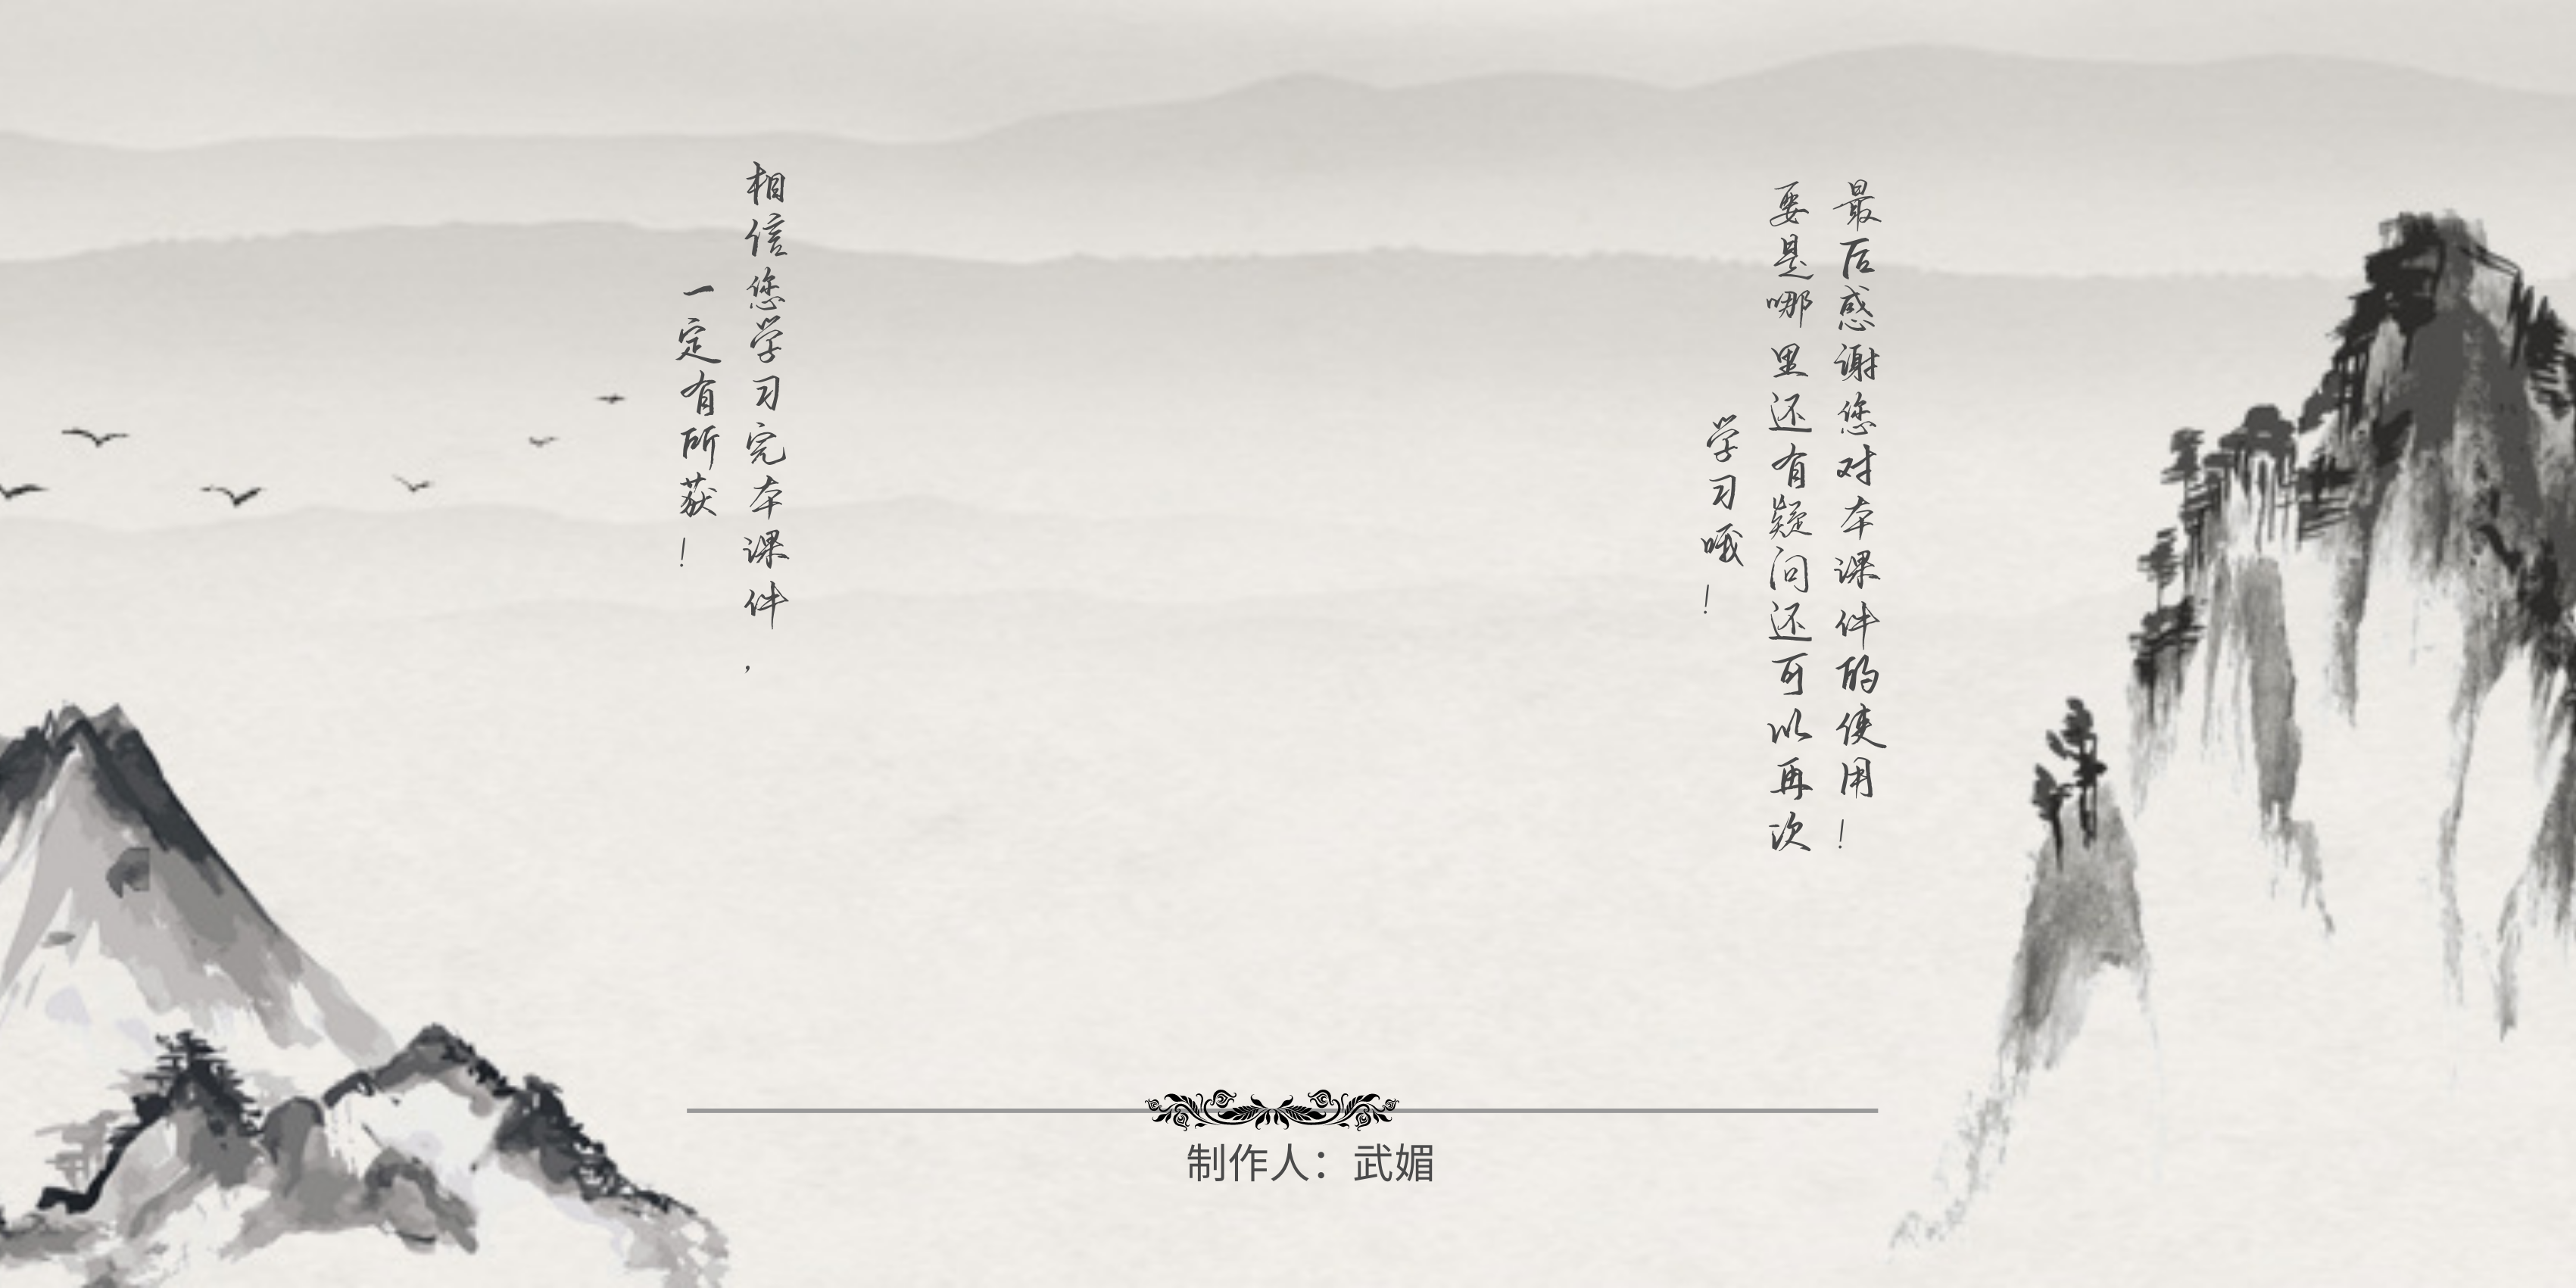 最后感谢您对本课件的使用！
要是哪里还有疑问还可以再次
学习哦！
相信您学习完本课件，
一定有所获！
制作人：武媚